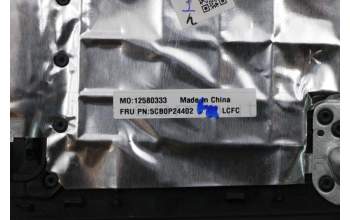 MO:12580333 Made In China
FRU PN:5CB0P24402 LCFC